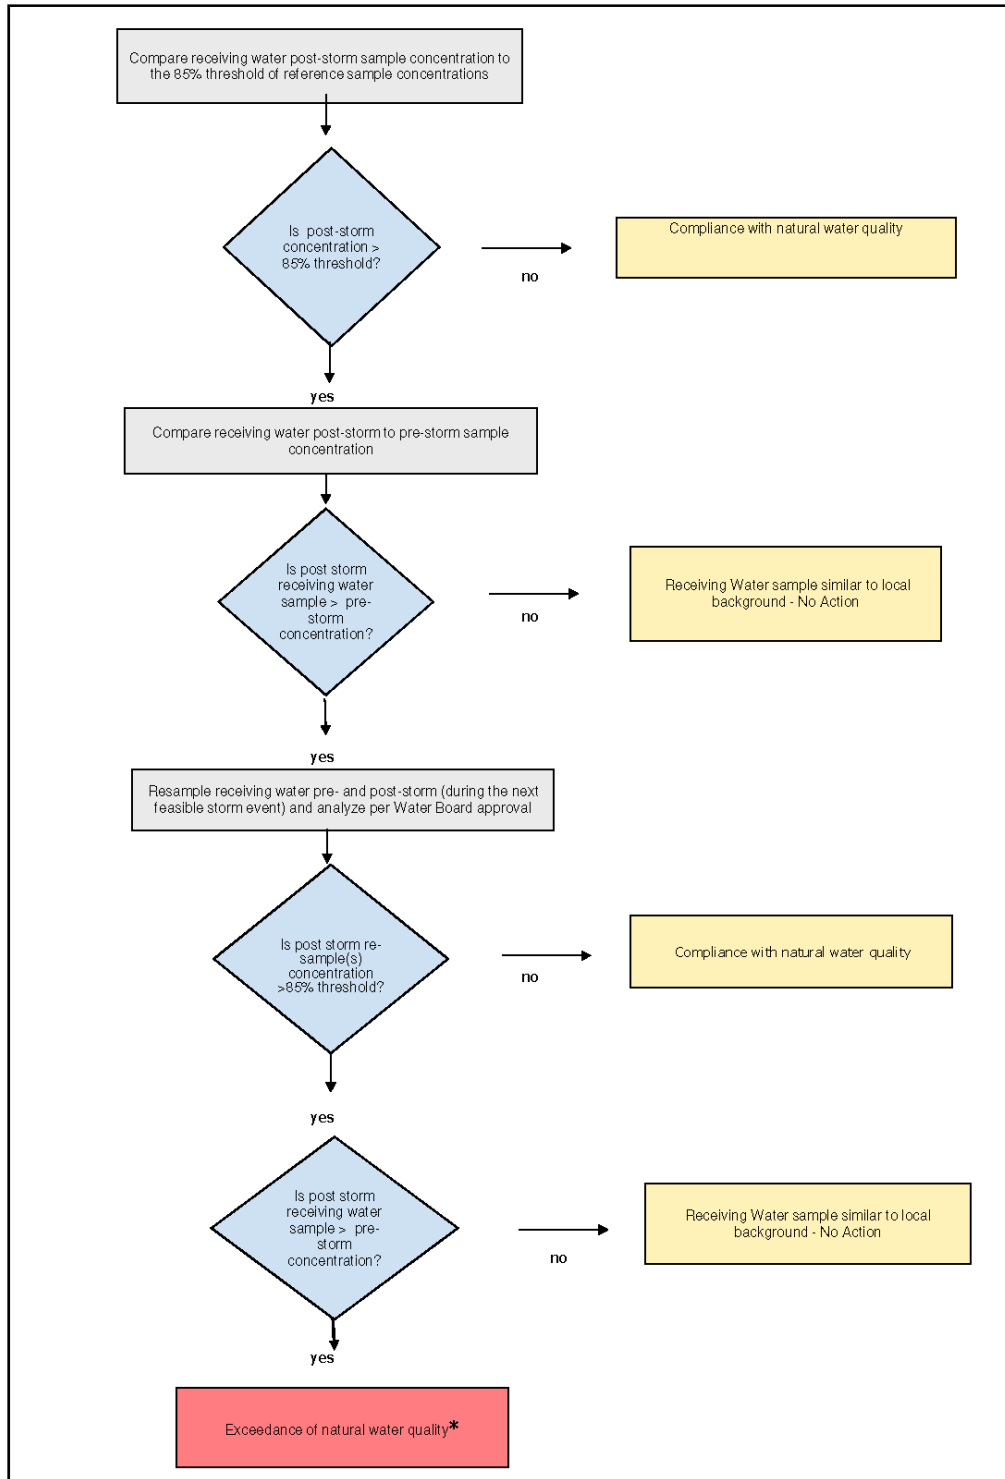 Compare receiving water post-storm sample concentration to
the 85% threshold of reference sample concentrations
Is post-storm
concentration >
85% threshold?
no
Compliance with natural water quality
yes
Compare receiving water post-storm to pre-storm sample
concentration
Is post storm
receiving water
sample > pre-
storm
concentration?
no
Receiving Water sample similar to local
background - No Action
yes
Resample receiving water pre- and post-storm (during the next
feasible storm event) and analyze per Water Board approval
Is post storm re-
sample(s)
concentration
>85% threshold?
no
Compliance with natural water quality
yes
Is post storm
receiving water
sample > pre-
storm
concentration?
no
Receiving Water sample similar to local
background - No Action
yes
Exceedance of natural water quality*